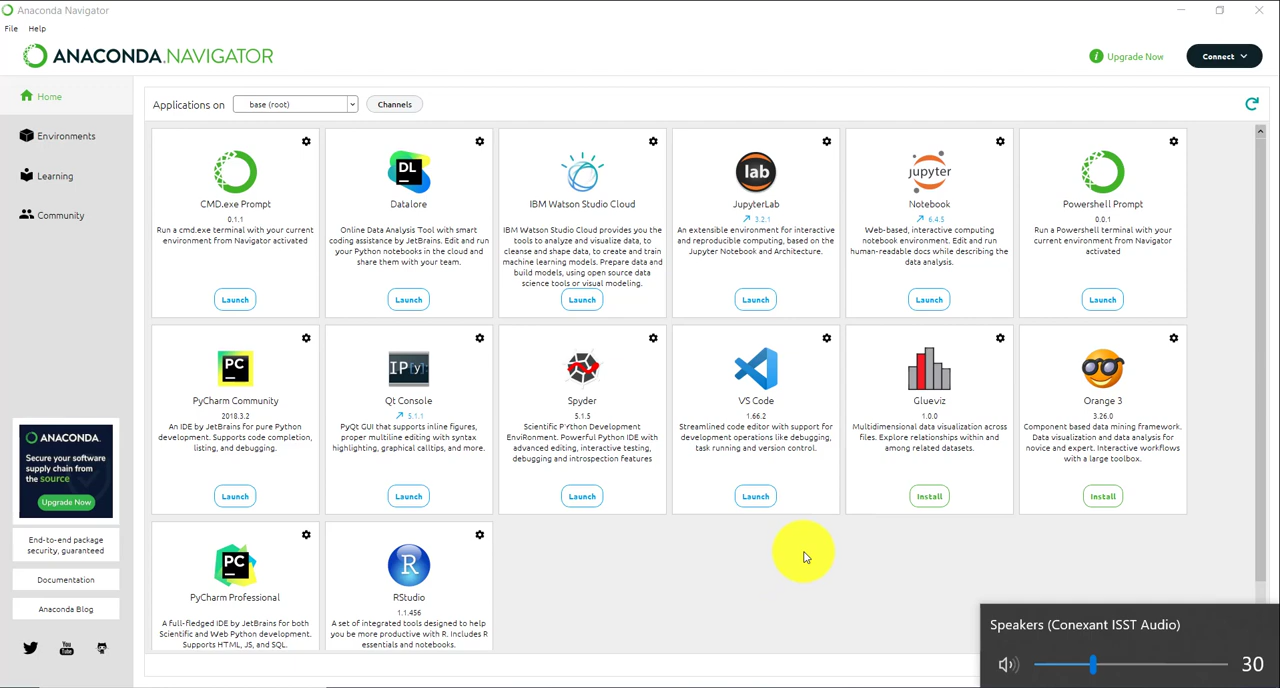 Anaconda Navigator
File Help
ANACONDA.NAVIGATOR
i Upgrade Now
Connect
Home
Environments
Learning
Community
Applications on
base (root)
Channels
CMD.exe Prompt
0.1.1
Run a cmd.exe terminal with your current
environment from Navigator activated
Launch
DL
Datalore
Online Data Analysis Tool with smart
coding assistance by JetBrains. Edit and run
your Python notebooks in the cloud and
share them with your team.
Launch
IBM Watson Studio Cloud
IBM Watson Studio Cloud provides you the
tools to analyze and visualize data, to
cleanse and shape data, to create and train
machine learning models. Prepare data and
build models, using open source data
science tools or visual modeling.
Launch
lab
JupyterLab
3.2.1
An extensible environment for interactive
and reproducible computing, based on the
Jupyter Notebook and Architecture.
Launch
jupyter
Notebook
6.4.5
Web-based, interactive computing
notebook environment. Edit and run
human-readable docs while describing the
data analysis.
Launch
Powershell Prompt
0.0.1
Run a Powershell terminal with your
current environment from Navigator
activated
Launch
PC
PyCharm Community
2018.3.2
An IDE by JetBrains for pure Python
development. Supports code completion,
listing, and debugging.
Launch
IP[y]:
Qt Console
5.1.1
PyQt GUI that supports inline figures,
proper multiline editing with syntax
highlighting, graphical calltips, and more.
Launch
Spyder
5.1.5
Scientific PYthon Development
EnviRonment. Powerful Python IDE with
advanced editing, interactive testing,
debugging and introspection features
Launch
VS Code
1.66.2
Streamlined code editor with support for
development operations like debugging,
task running and version control.
Launch
Glueviz
1.0.0
Multidimensional data visualization across
files. Explore relationships within and
among related datasets.
Install
Orange 3
3.26.0
Component based data mining framework.
Data visualization and data analysis for
novice and expert. Interactive workflows
with a large toolbox.
Install
PC
PyCharm Professional
A full-fledged IDE by JetBrains for both
Scientific and Web Python development.
Supports HTML, JS, and SQL.
R
RStudio
1.1.456
A set of integrated tools designed to help
you be more productive with R. Includes R
essentials and notebooks.
ANACONDA.
Secure your software
supply chain from
the source
Upgrade Now
End-to-end package
security, guaranteed
Documentation
Anaconda Blog
You
Tube
Speakers (Conexant ISST Audio)
30